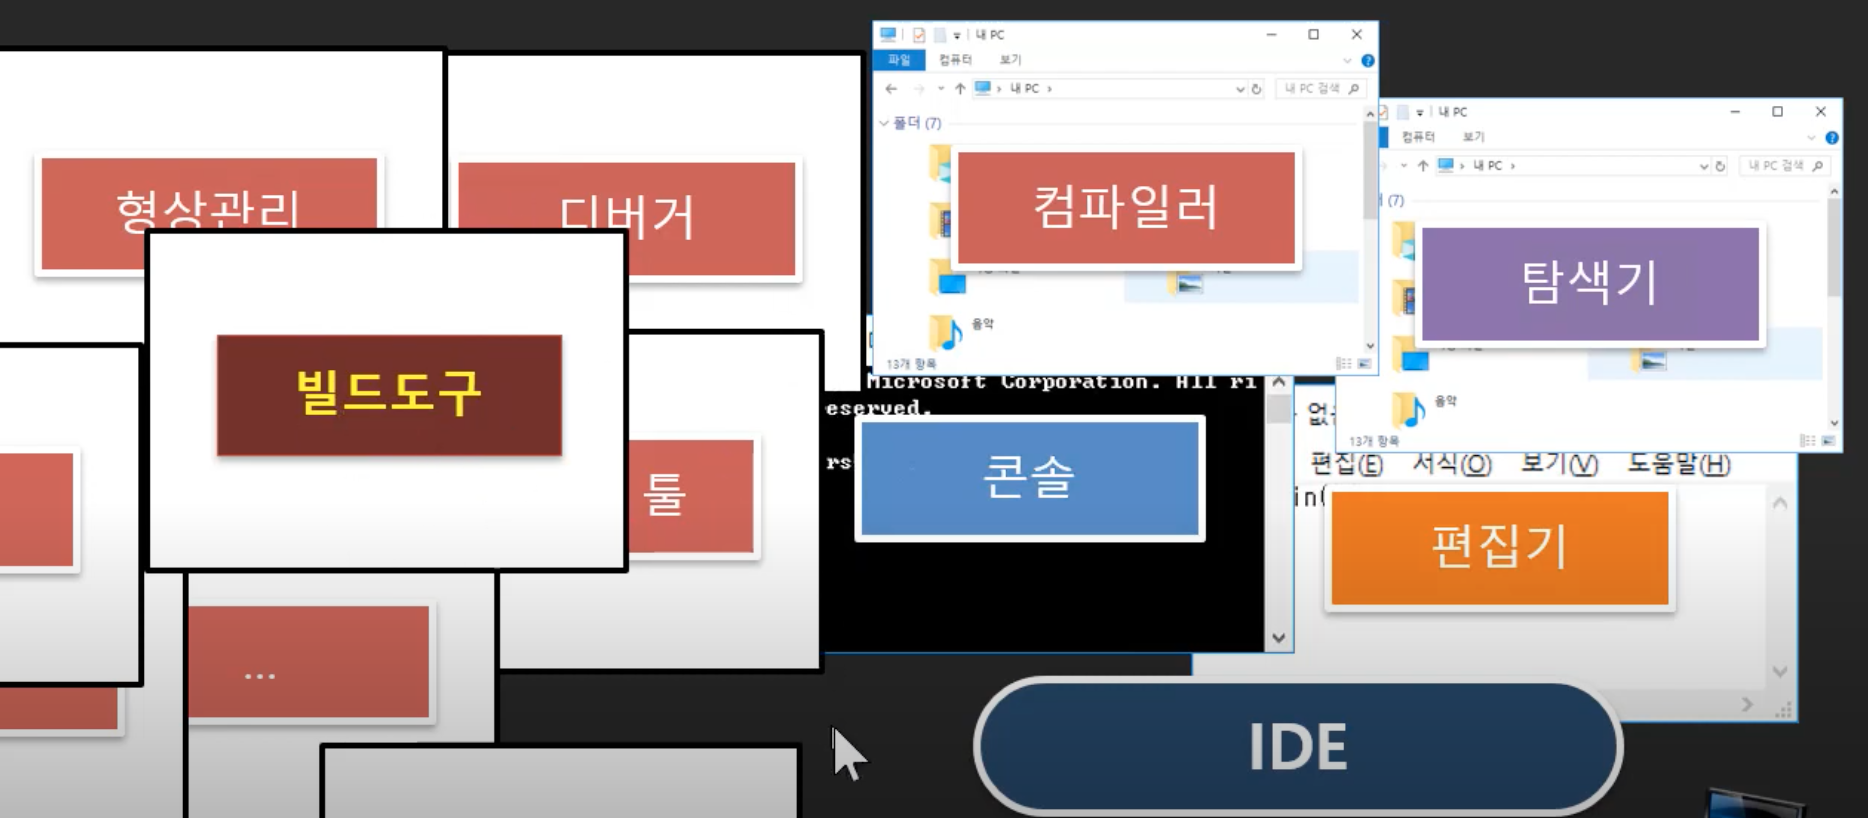 내 PC
파일 컴퓨터 보기
내 PC
내 PC 검색
폴더 (7)
음악
13개 항목
컴파일러
내 PC
컴퓨터 보기
내 PC
내 PC 검색
(7)
음악
13개 항목
탐색기
형상관리
디버거
빌드도구
툴
...
Microsoft Corporation. All ri
eserved.
rs
콘솔
편집(E) 서식(O) 보기(V) 도움말(H)
편집기
IDE